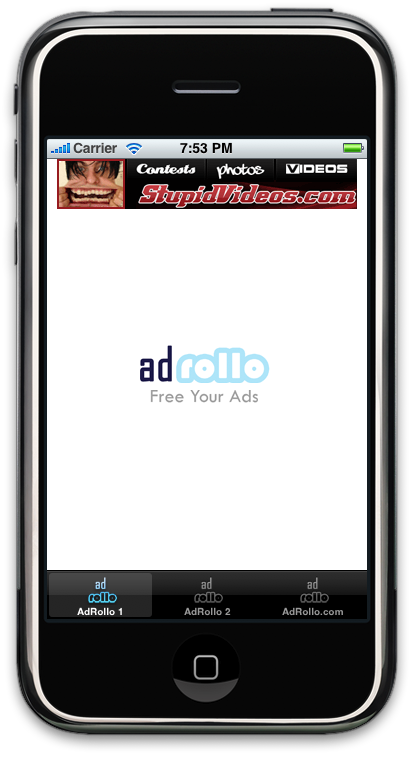 Carrier 7:53 PM
Contests photos VIDEOS
StupidVideos.com
adrollo
Free Your Ads
ad ad ad
rollo rollo rollo
AdRollo 1 AdRollo 2 AdRollo.com